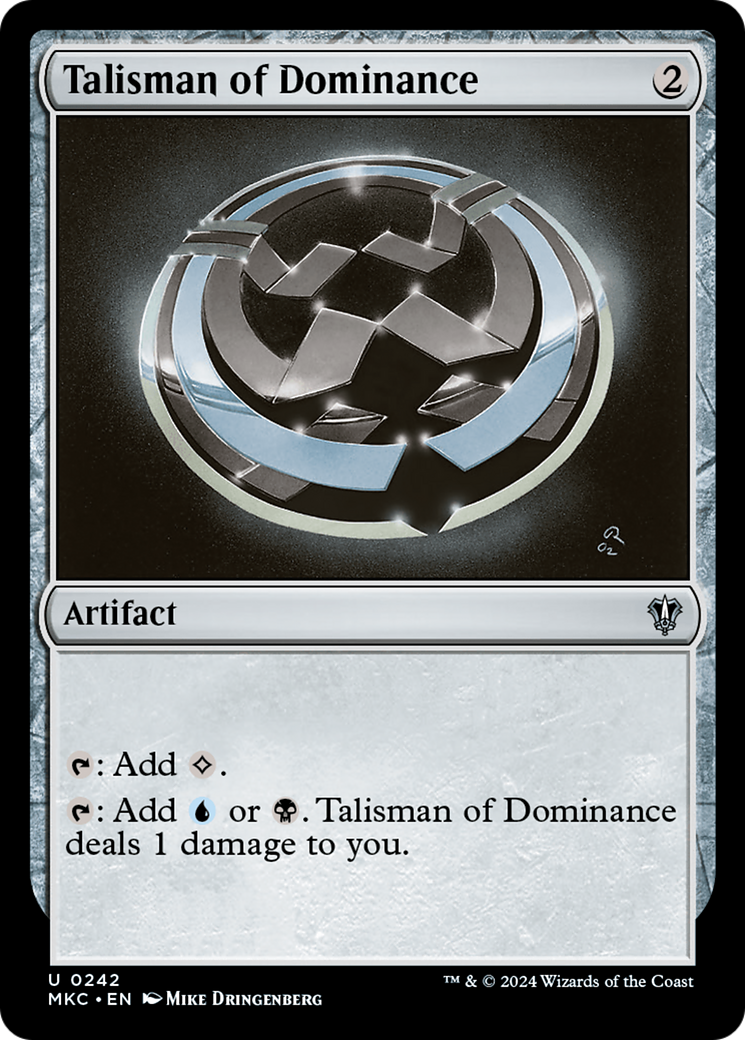 Talisman of Dominance 2
R
02
Artifact
: Add .
: Add or . Talisman of Dominance
deals 1 damage to you.
U 0242
MKC • EN Mike Dringenberg
™ & © 2024 Wizards of the Coast